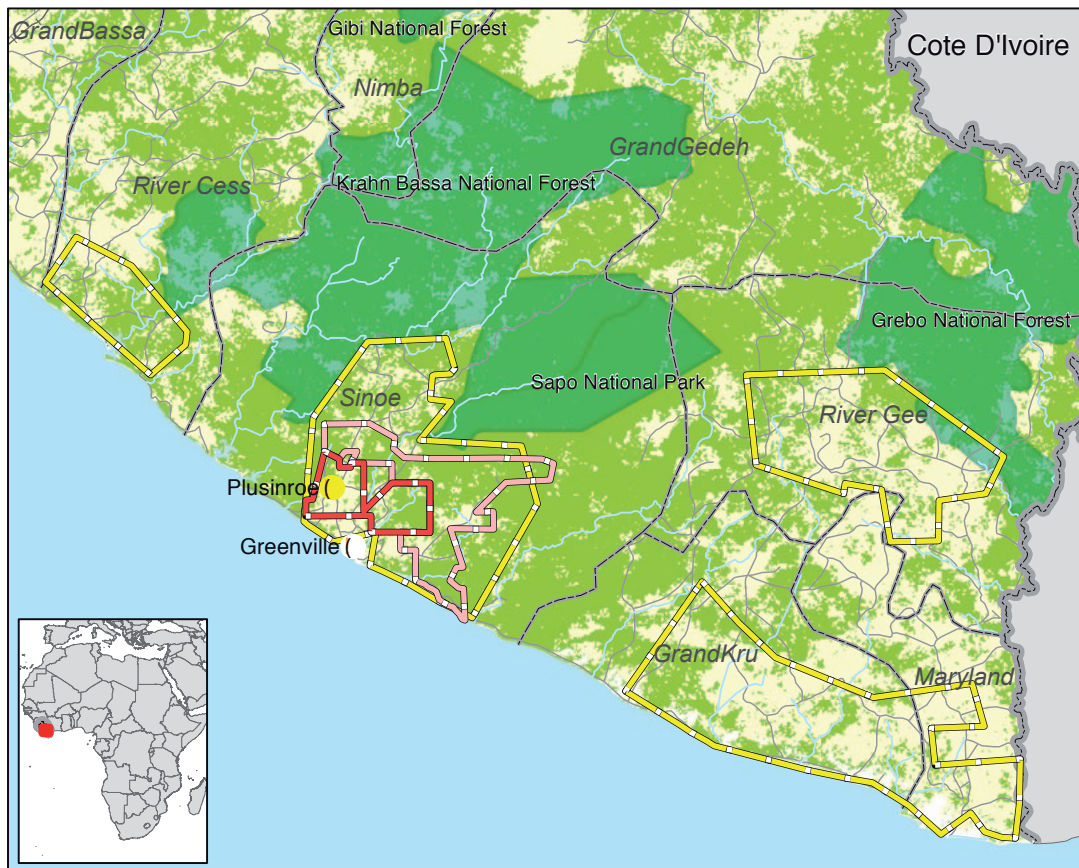 GrandBassa
Gibi National Forest
Cote D'Ivoire
Nimba
GrandGedeh
River Cess
Krahn Bassa National Forest
Grebo National Forest
Sapo National Park
Sinoe
River Gee
Plusinroe (
Greenville (
GrandKru
Maryland